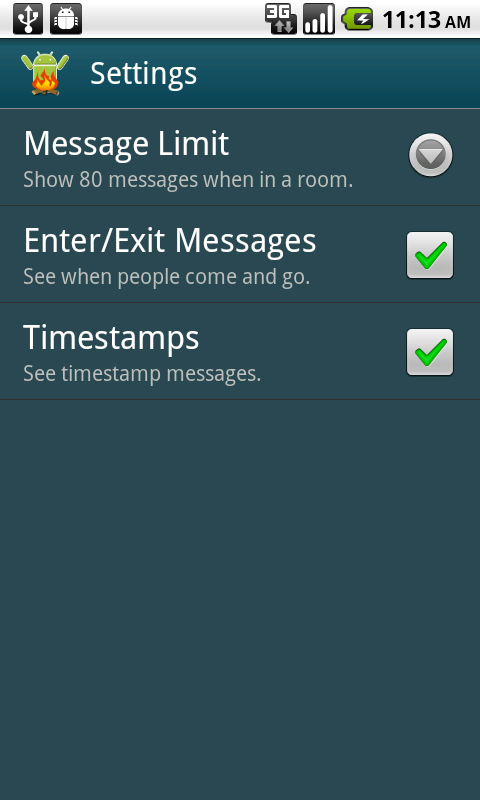 3G 11:13 AM
Settings
Message Limit
Show 80 messages when in a room.
Enter/Exit Messages
See when people come and go.
Timestamps
See timestamp messages.